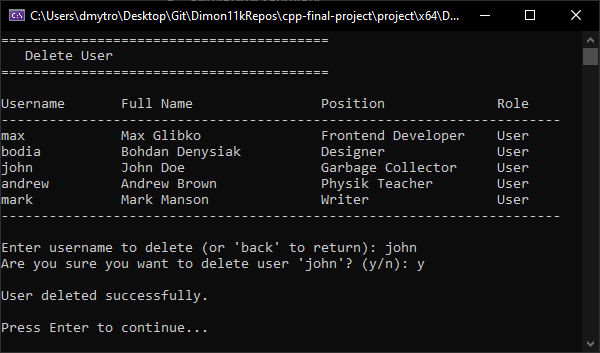 C:\Users\dmytro\Desktop\Git\Dimon11kRepos\cpp-final-project\project\x64\D...
=========================================
Delete User
=========================================
Username Full Name Position Role
----------------------------------------------------------------------
max Max Glibko Frontend Developer User
bodia Bohdan Denysiak Designer User
john John Doe Garbage Collector User
andrew Andrew Brown Physik Teacher User
mark Mark Manson Writer User
----------------------------------------------------------------------
Enter username to delete (or 'back' to return): john
Are you sure you want to delete user 'john'? (y/n): y
User deleted successfully.
Press Enter to continue...